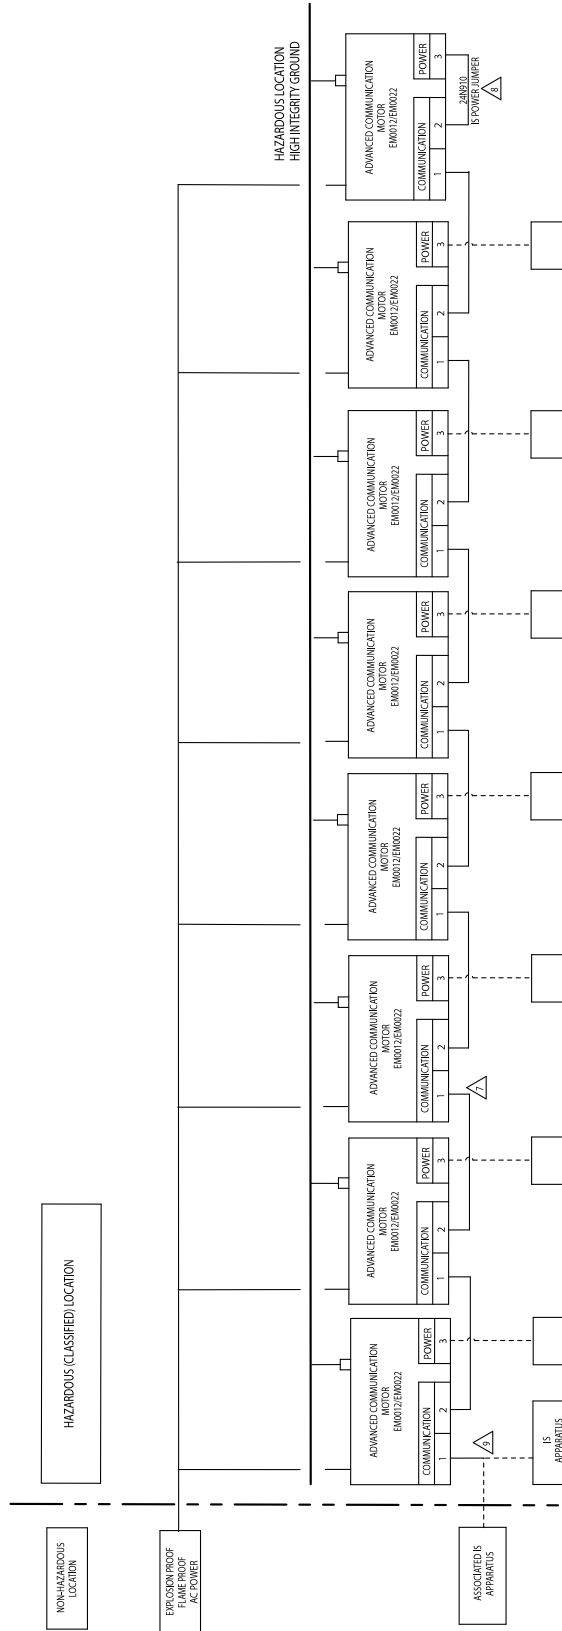 NON-HAZARDOUS
LOCATION
HAZARDOUS (CLASSIFIED) LOCATION
EXPLOSION PROOF
FLAME PROOF
AC POWER
HAZARDOUS LOCATION
HIGH INTEGRITY GROUND
ADVANCED COMMUNICATION
MOTOR
EM0012/EM0022
COMMUNICATION
POWER
1
2
3
ADVANCED COMMUNICATION
MOTOR
EM0012/EM0022
COMMUNICATION
POWER
1
2
3
ADVANCED COMMUNICATION
MOTOR
EM0012/EM0022
COMMUNICATION
POWER
1
2
3
ADVANCED COMMUNICATION
MOTOR
EM0012/EM0022
COMMUNICATION
POWER
1
2
3
ADVANCED COMMUNICATION
MOTOR
EM0012/EM0022
COMMUNICATION
POWER
1
2
3
ADVANCED COMMUNICATION
MOTOR
EM0012/EM0022
COMMUNICATION
POWER
1
2
3
ADVANCED COMMUNICATION
MOTOR
EM0012/EM0022
COMMUNICATION
POWER
1
2
3
ADVANCED COMMUNICATION
MOTOR
EM0012/EM0022
COMMUNICATION
POWER
1
2
3
9
7
24N910
IS POWER JUMPER
8
ASSOCIATED IS
APPARATUS
IS
APPARATUS